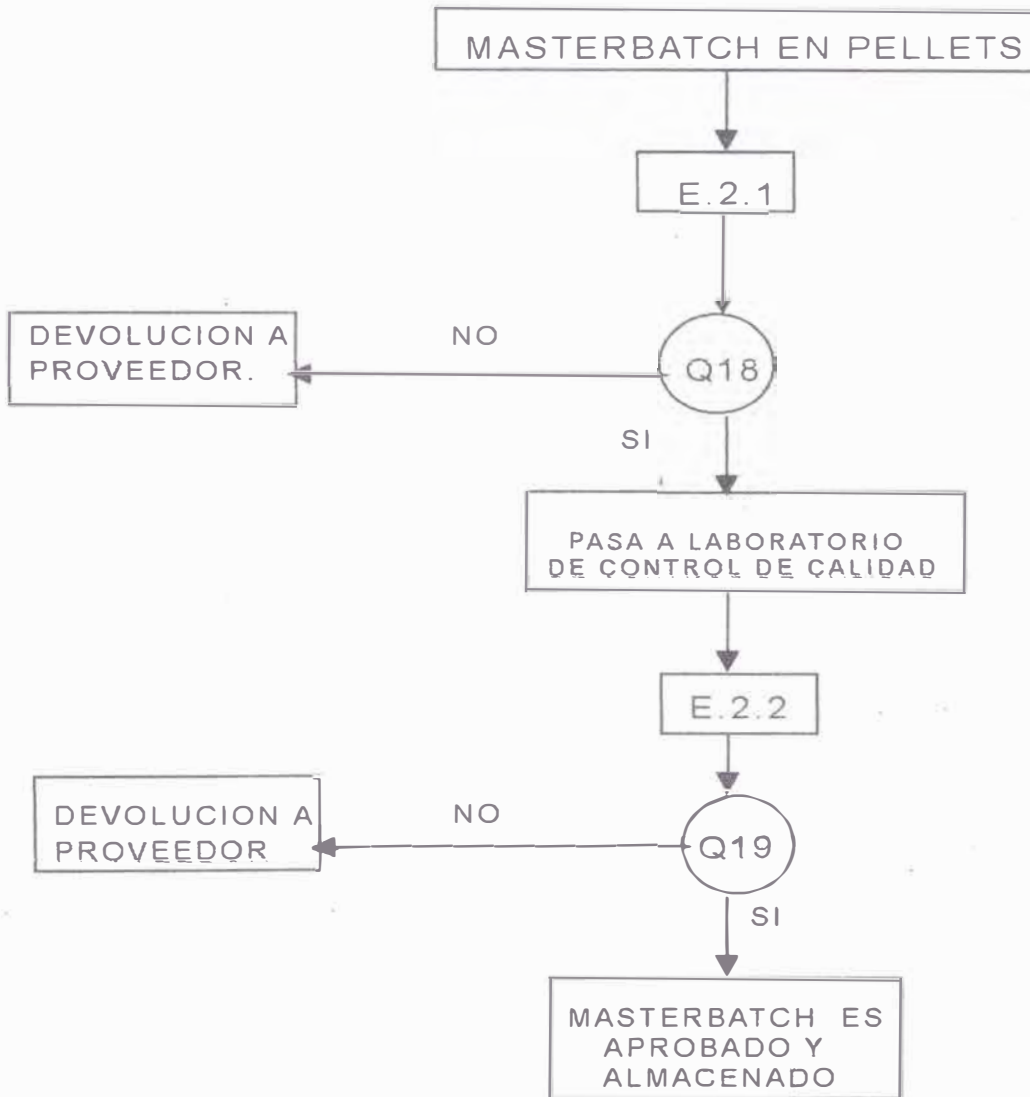 MASTERBATCH EN PELLETS
E.2.1
DEVOLUCION A
PROVEEDOR.
NO
Q18
SI
PASA A LABORATORIO
DE CONTROL DE CALIDAD
E.2.2
DEVOLUCION A
PROVEEDOR
NO
Q19
SI
MASTERBATCH ES
APROBADO Y
ALMACENADO